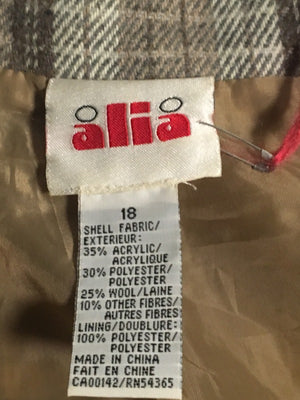 alia
18
SHELL FABRIC/
EXTERIEUR:
35% ACRYLIC/
ACRYLIQUE
30% POLYESTER/
POLYESTER
25% WOOL/LAINE
10% OTHER FIBRES/
AUTRES FIBRES
LINING/DOUBLURE:
100% POLYESTER/
POLYESTER
MADE IN CHINA
FAIT EN CHINE
CA00142/RN54365